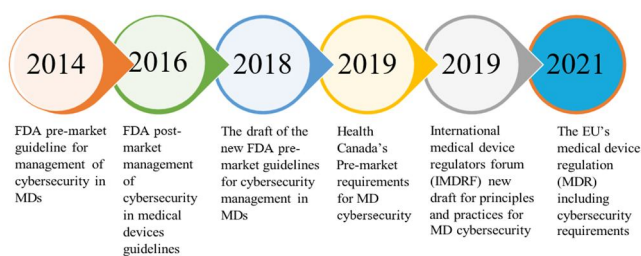 2014
2016
2018
2019
2019
2021
FDA pre-market
guideline for
management of
cybersecurity in
MDs
FDA post-
market
management
of
cybersecurity
in medical
devices
guidelines
The draft of the
new FDA pre-
market guidelines
for cybersecurity
management in
MDs
Health
Canada's
Pre-market
requirements
for MD
cybersecurity
International
medical device
regulators forum
(IMDRF) new
draft for principles
and practices for
MD cybersecurity
The EU's
medical device
regulation
(MDR)
including
cybersecurity
requirements